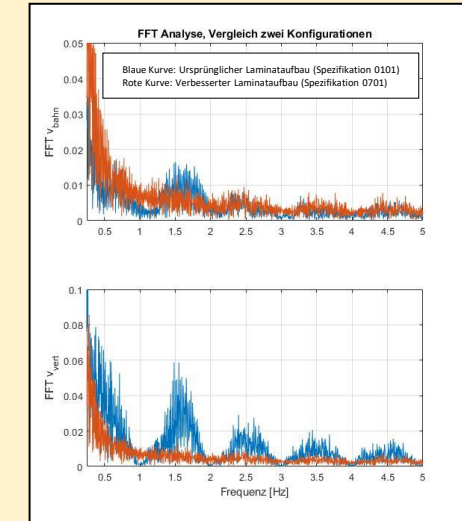 FFT Analyse, Vergleich zwei Konfigurationen
Blaue Kurve: Ursprünglicher Laminataufbau (Spezifikation 0101)
Rote Kurve: Verbesserter Laminataufbau (Spezifikation 0701)
FFT v_bahn
0.05
0.04
0.03
0.02
0.01
0
0.5 1 1.5 2 2.5 3 3.5 4 4.5 5
FFT v_vert
0.1
0.08
0.06
0.04
0.02
0
0.5 1 1.5 2 2.5 3 3.5 4 4.5 5
Frequenz [Hz]